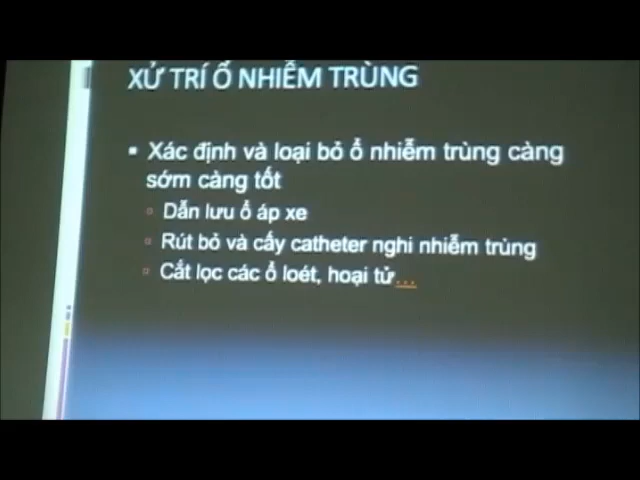 XỬ TRÍ Ổ NHIỄM TRÙNG
▪ Xác định và loại bỏ ổ nhiễm trùng càng
sớm càng tốt
▫ Dẫn lưu ổ áp xe
▫ Rút bỏ và cấy catheter nghi nhiễm trùng
▫ Cắt lọc các ổ loét, hoại tử...